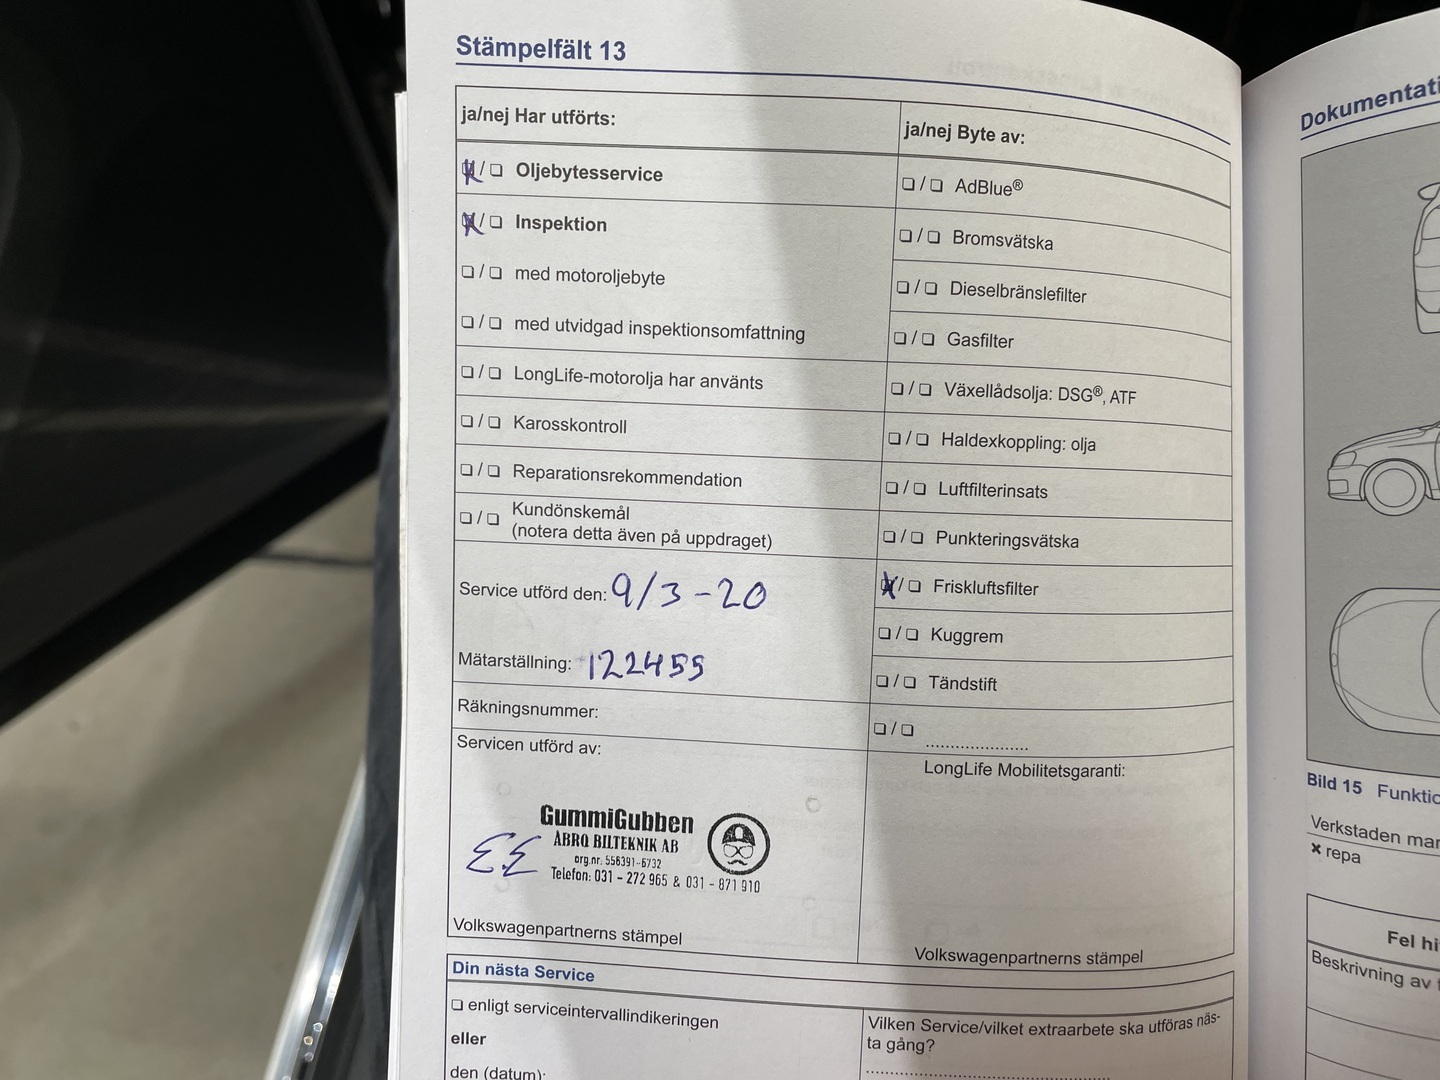 Stämpelfält 13
ja/nej Har utförts:
❏/❏ Oljebytesservice
❏/❏ Inspektion
❏/❏ med motoroljebyte
❏/❏ med utvidgad inspektionsomfattning
❏/❏ LongLife-motorolja har använts
❏/❏ Karosskontroll
❏/❏ Reparationsrekommendation
❏/❏ Kundönskemål
(notera detta även på uppdraget)
Service utförd den: 9/3-20
Mätarställning: 122455
Räkningsnummer:
Servicen utförd av:
GummiGubben
ÅBRO BILTEKNIK AB
org.nr. 556391-6732
Telefon: 031 - 272 965 & 031 - 871 910
EE
Volkswagenpartnerns stämpel
ja/nej Byte av:
❏/❏ AdBlue®
❏/❏ Bromsvätska
❏/❏ Dieselbränslefilter
❏/❏ Gasfilter
❏/❏ Växellådsolja: DSG®, ATF
❏/❏ Haldexkoppling: olja
❏/❏ Luftfilterinsats
❏/❏ Punkteringsvätska
❏/❏ Friskluftsfilter
❏/❏ Kuggrem
❏/❏ Tändstift
❏/❏ .....................
LongLife Mobilitetsgaranti:
Volkswagenpartnerns stämpel
Din nästa Service
❏ enligt serviceintervallindikeringen
eller
den (datum):
Vilken Service/vilket extraarbete ska utföras näs-
ta gång?
Dokumentati
Bild 15 Funktio
Verkstaden mar
× repa
Fel hi
Beskrivning av f